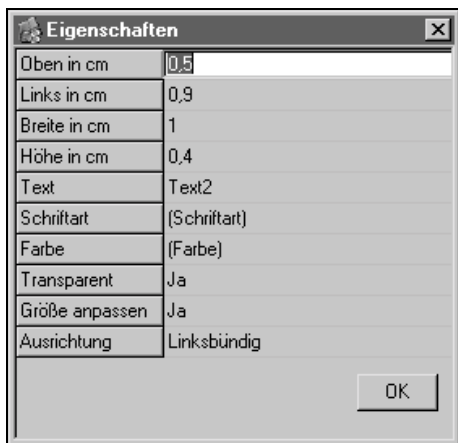 Eigenschaften
Oben in cm 0,5
Links in cm 0,9
Breite in cm 1
Höhe in cm 0,4
Text Text2
Schriftart (Schriftart)
Farbe (Farbe)
Transparent Ja
Größe anpassen Ja
Ausrichtung Linksbündig
OK